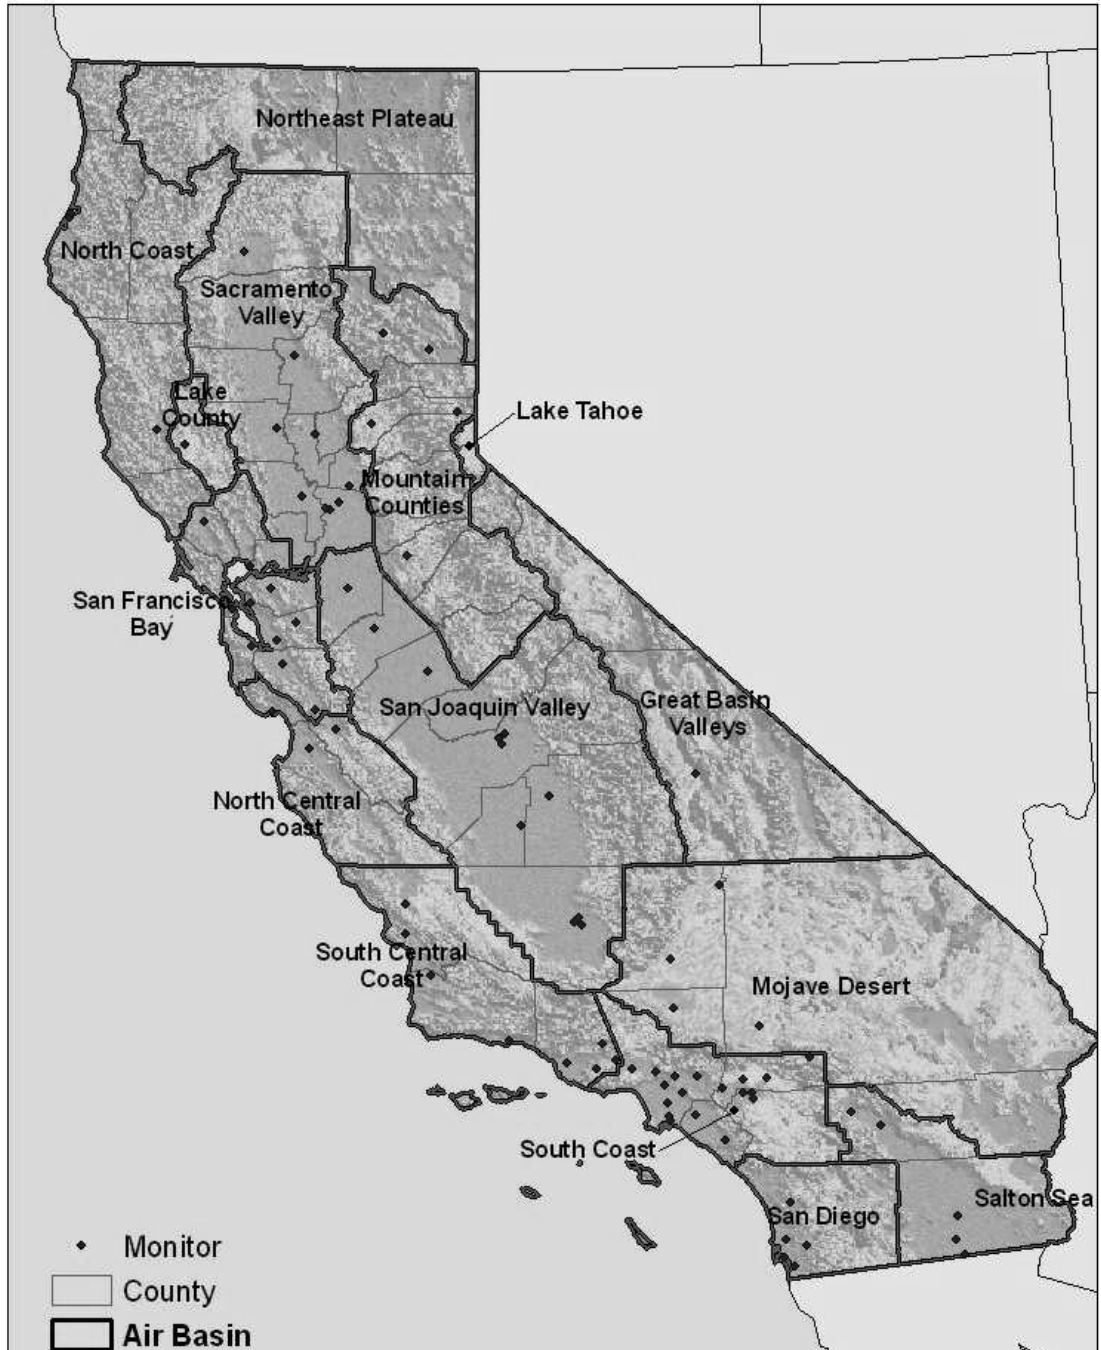 Northeast Plateau
North Coast
Sacramento
Valley
Lake
County
Lake Tahoe
Mountain
Counties
San Francisco
Bay
San Joaquin Valley
Great Basin
Valleys
North Central
Coast
South Central
Coast
Mojave Desert
South Coast
Salton Sea
San Diego
Monitor
County
Air Basin